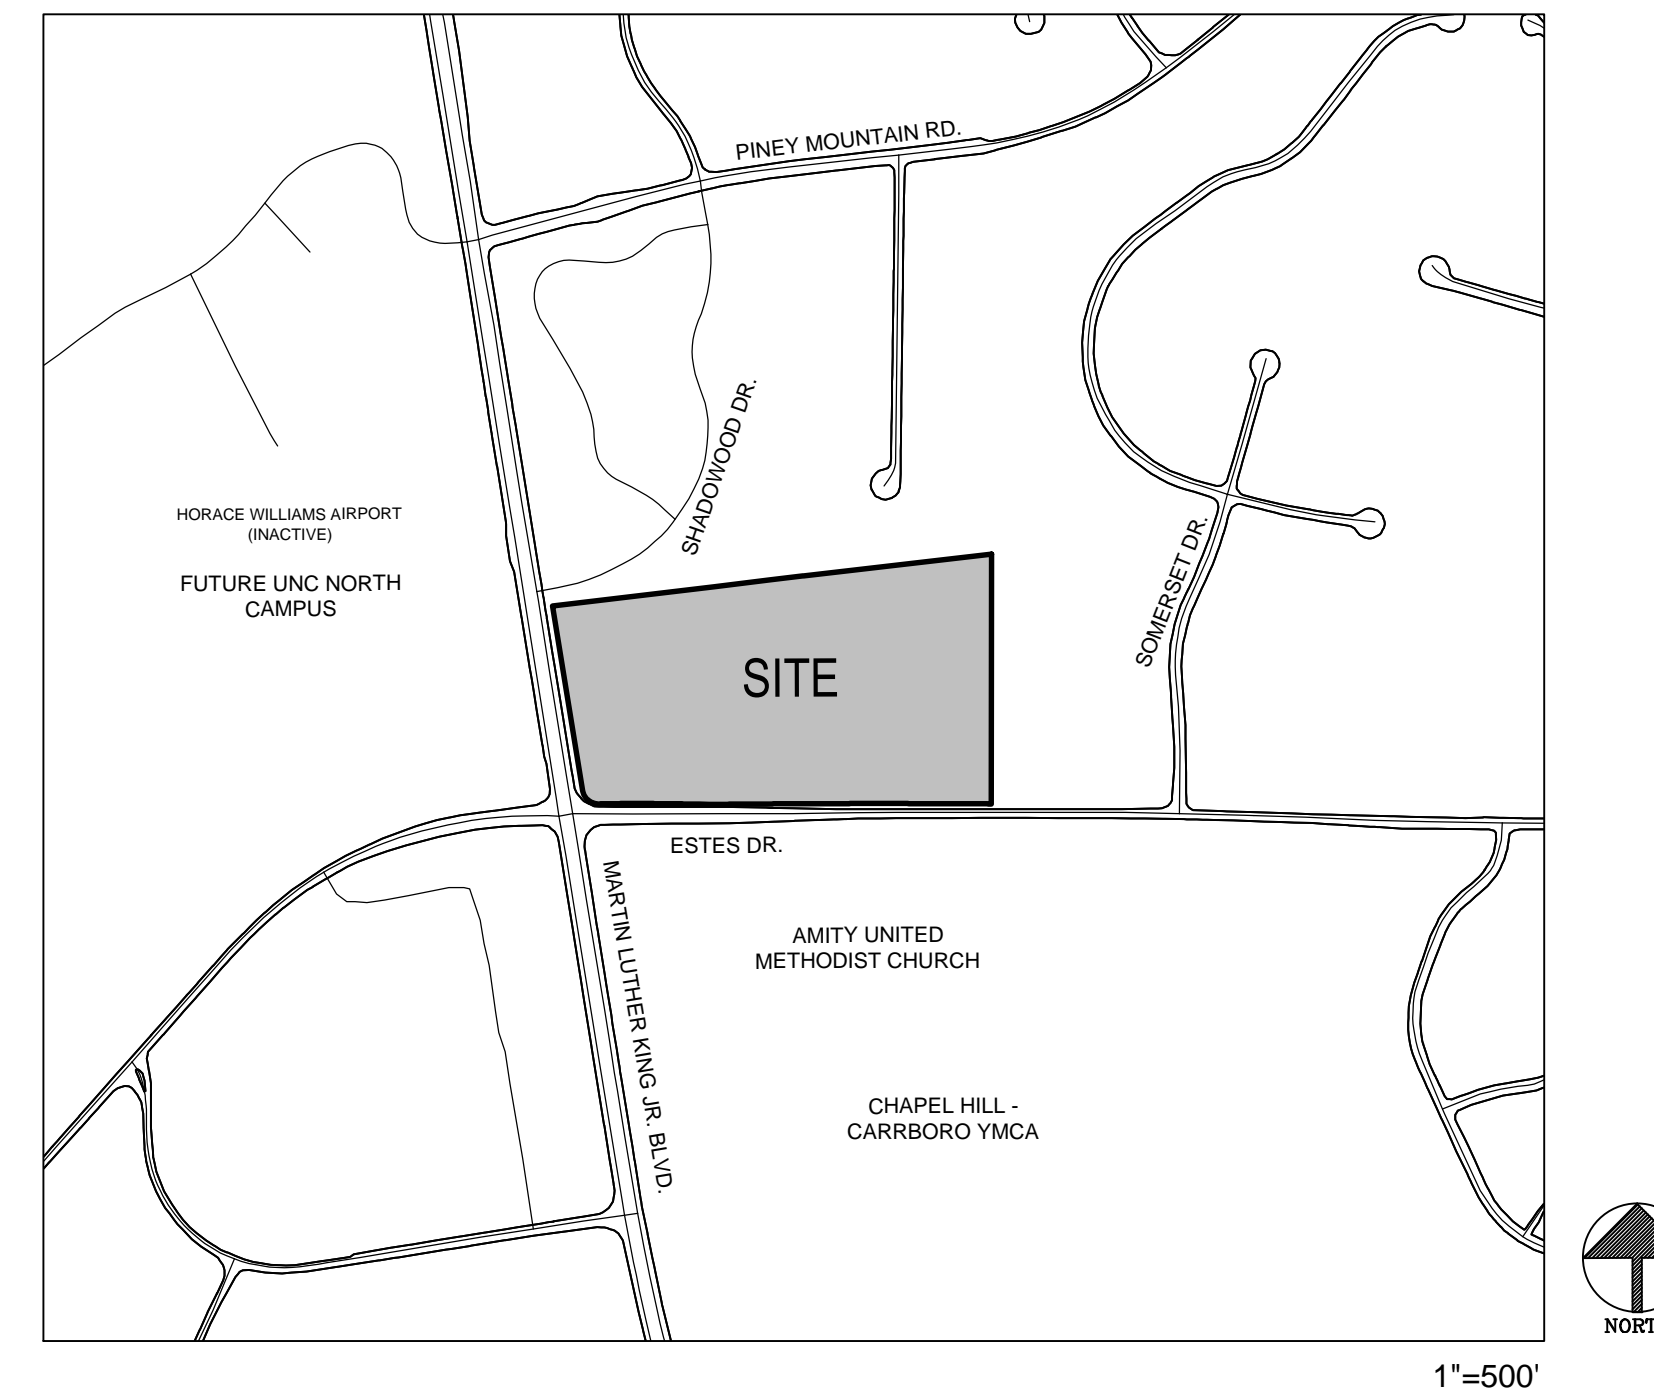 PINEY MOUNTAIN RD.
SHADOWOOD DR.
HORACE WILLIAMS AIRPORT
(INACTIVE)
FUTURE UNC NORTH
CAMPUS
SOMERSET DR.
SITE
ESTES DR.
MARTIN LUTHER KING JR. BLVD.
AMITY UNITED
METHODIST CHURCH
CHAPEL HILL -
CARRBORO YMCA
NORT
1"=500'